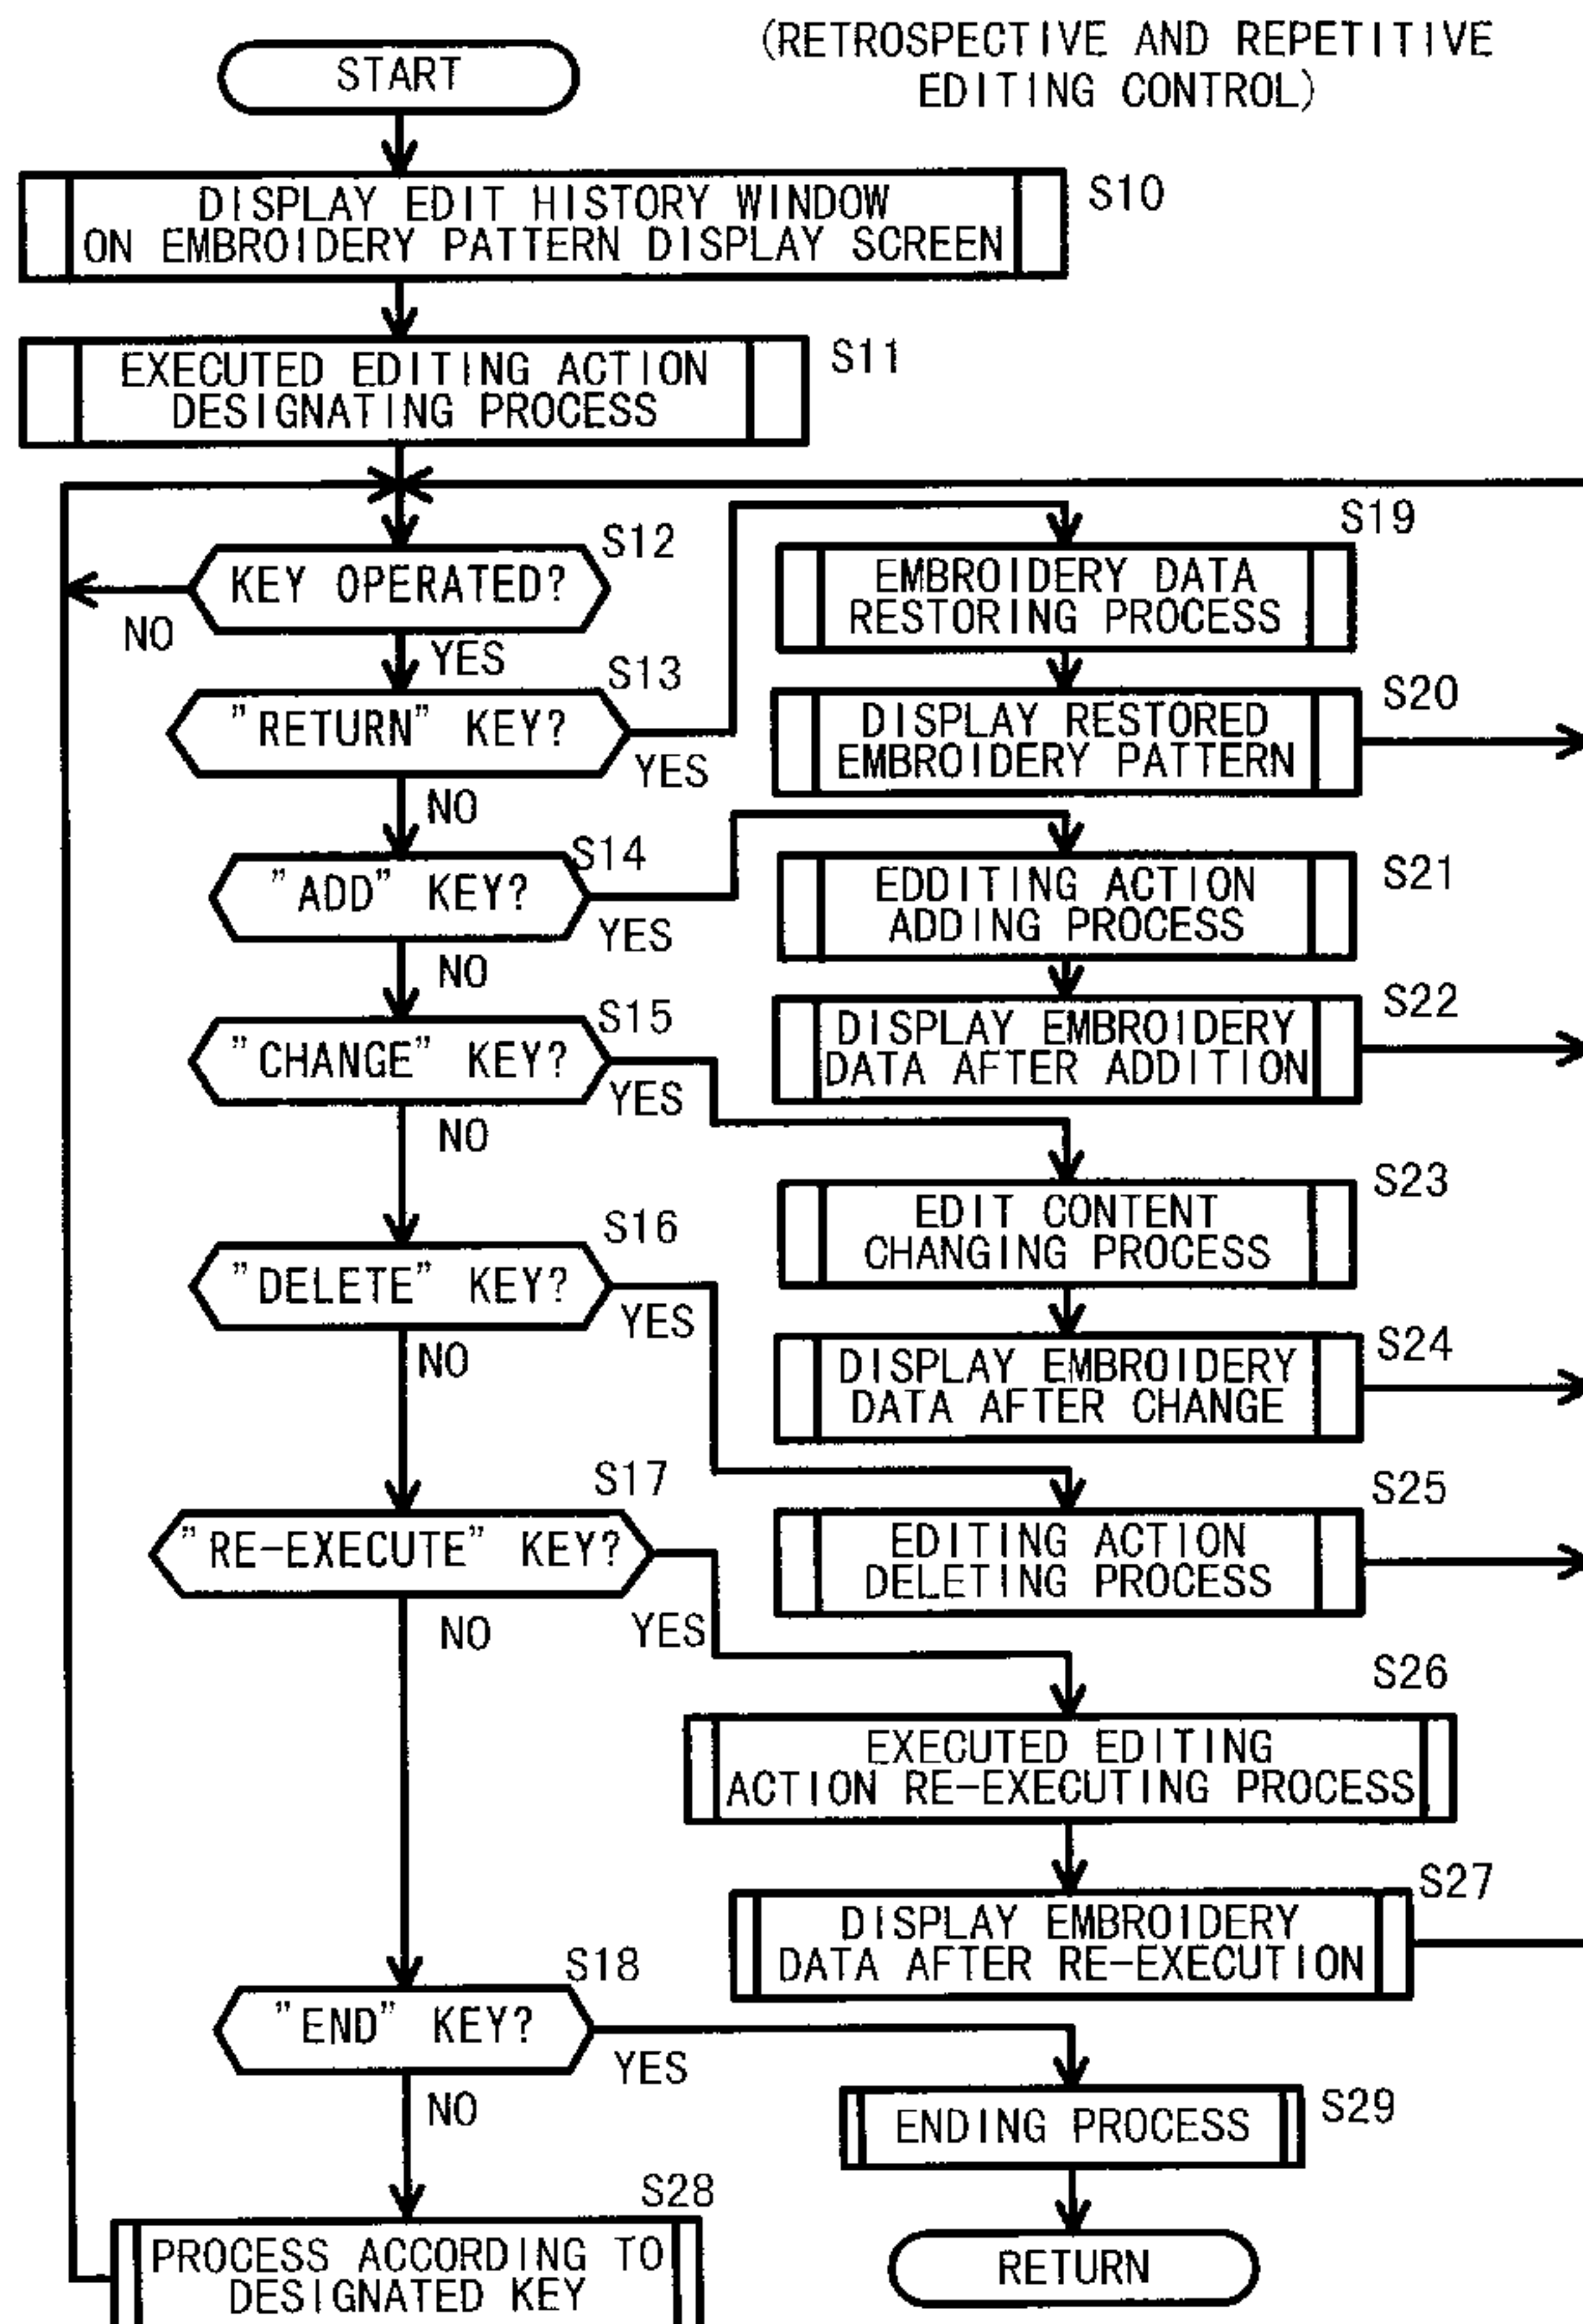 (RETROSPECTIVE AND REPETITIVE
EDITING CONTROL)
START
DISPLAY EDIT HISTORY WINDOW
ON EMBROIDERY PATTERN DISPLAY SCREEN
S10
EXECUTED EDITING ACTION
DESIGNATING PROCESS
S11
KEY OPERATED?
S12
NO
YES
"RETURN" KEY?
S13
YES
NO
EMBROIDERY DATA
RESTORING PROCESS
S19
DISPLAY RESTORED
EMBROIDERY PATTERN
S20
"ADD" KEY?
S14
YES
NO
EDDITING ACTION
ADDING PROCESS
S21
DISPLAY EMBROIDERY
DATA AFTER ADDITION
S22
"CHANGE" KEY?
S15
YES
NO
EDIT CONTENT
CHANGING PROCESS
S23
DISPLAY EMBROIDERY
DATA AFTER CHANGE
S24
"DELETE" KEY?
S16
YES
NO
EDITING ACTION
DELETING PROCESS
S25
"RE-EXECUTE" KEY?
S17
YES
NO
EXECUTED EDITING
ACTION RE-EXECUTING PROCESS
S26
DISPLAY EMBROIDERY
DATA AFTER RE-EXECUTION
S27
"END" KEY?
S18
YES
NO
ENDING PROCESS
S29
RETURN
S28
PROCESS ACCORDING TO
DESIGNATED KEY